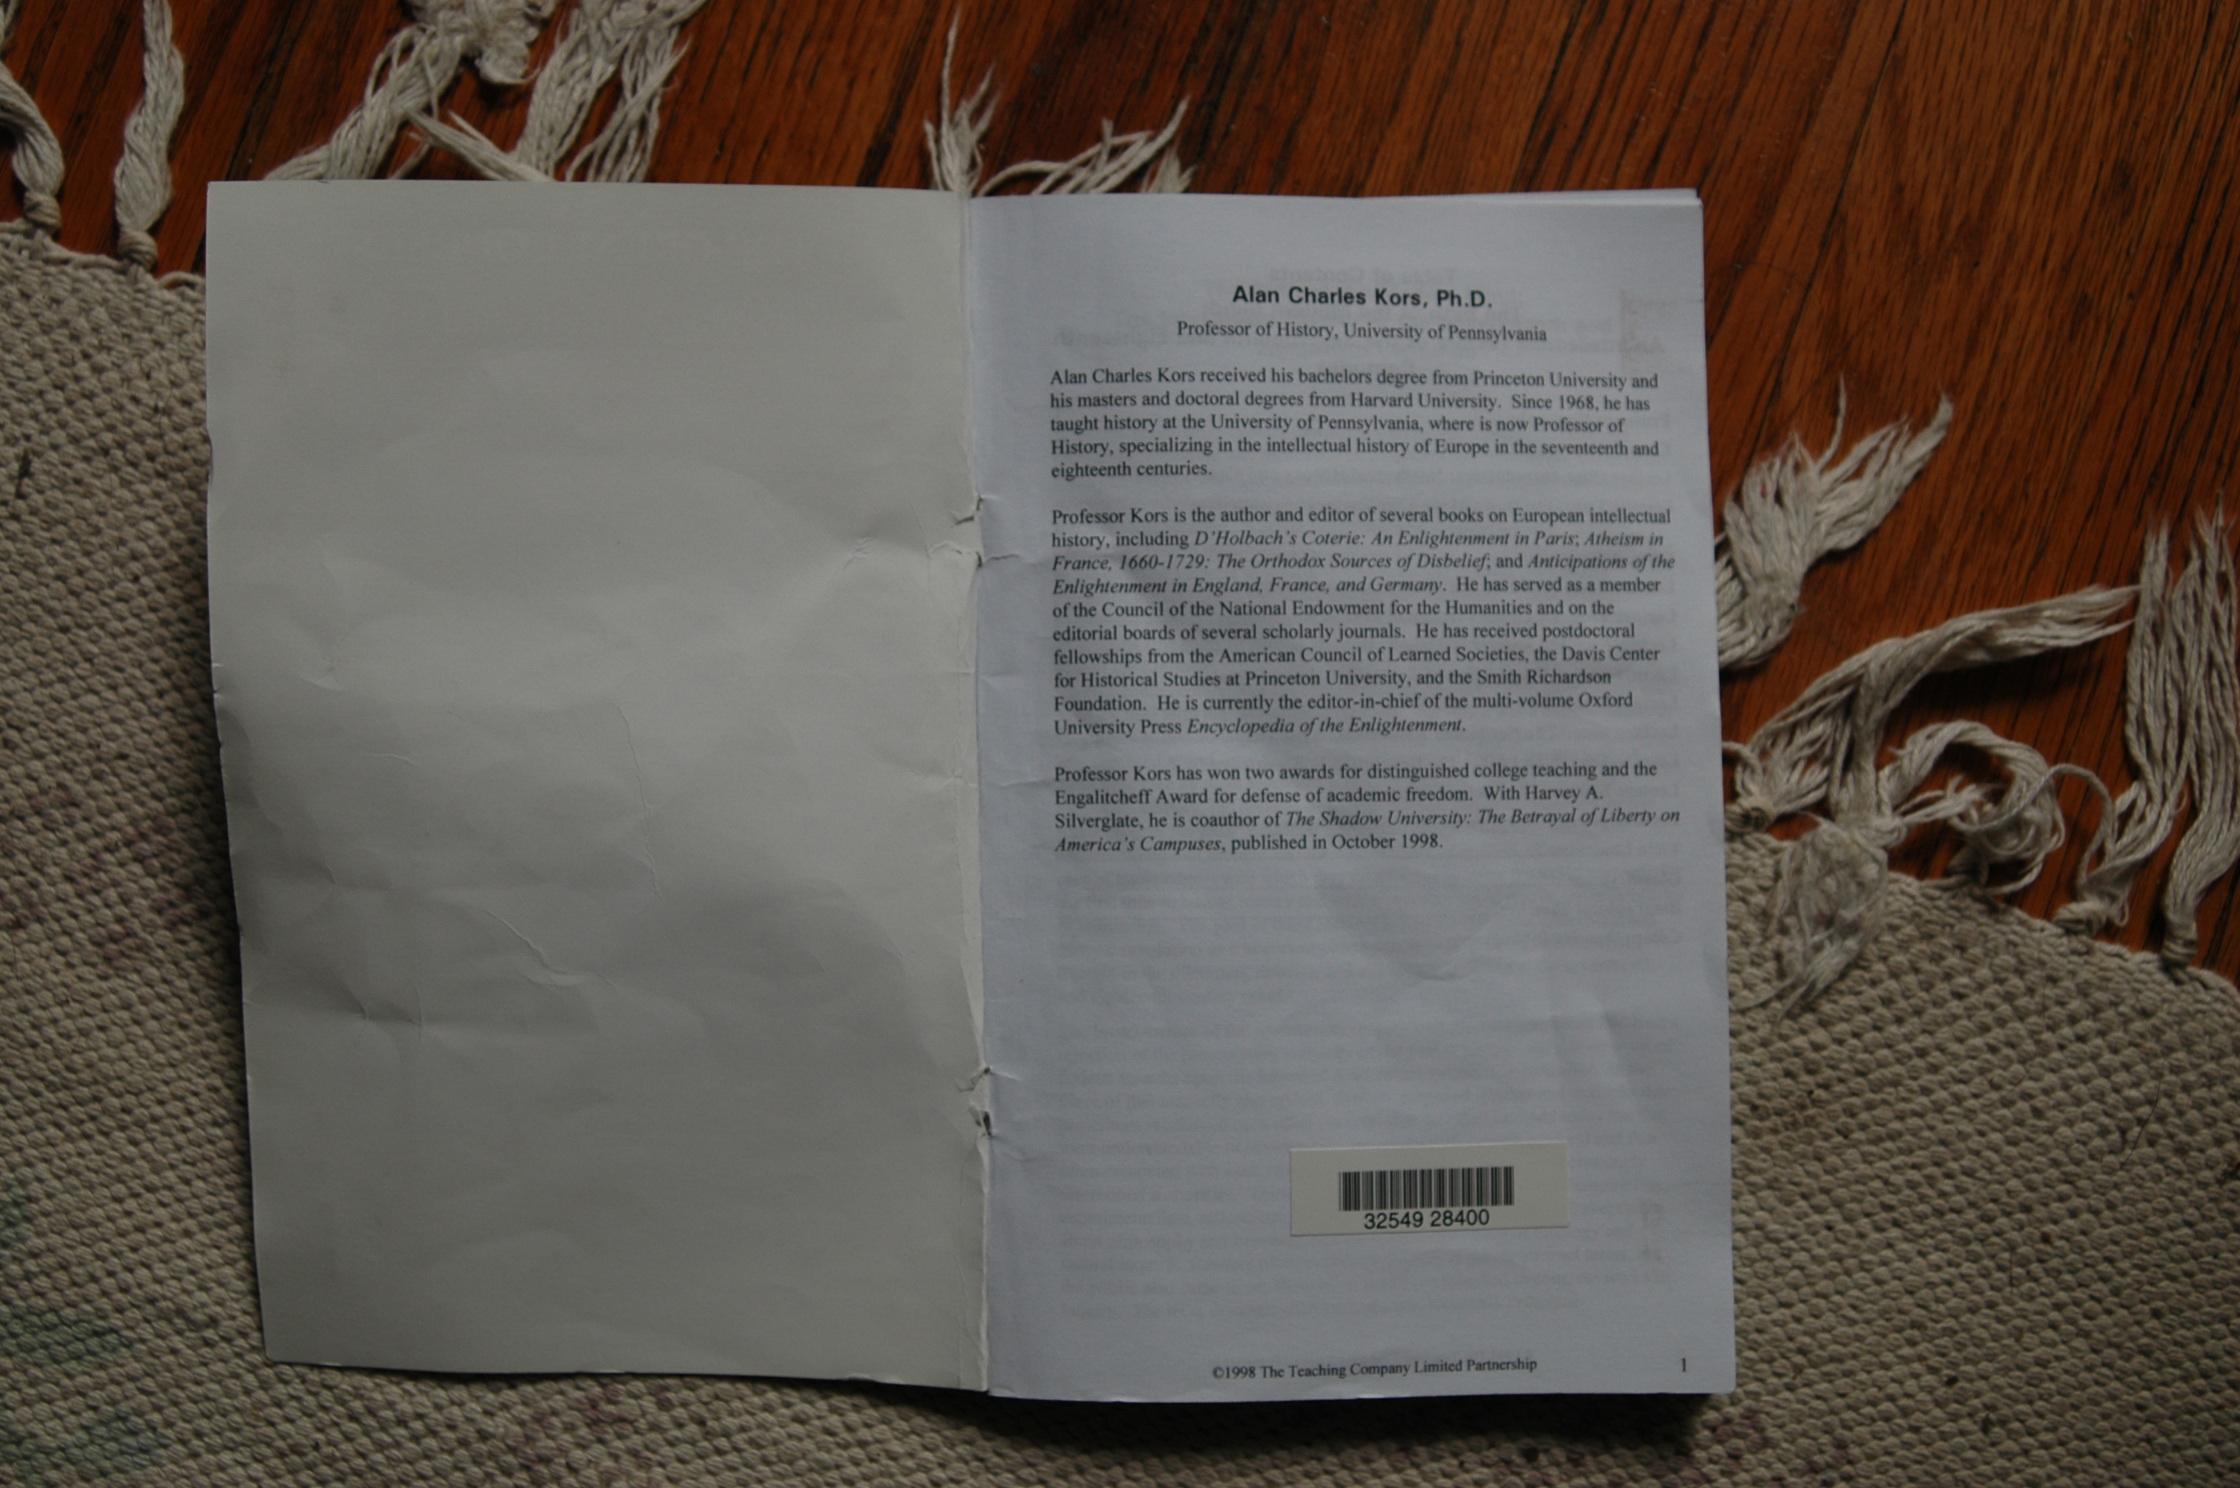 Alan Charles Kors, Ph.D.
Professor of History, University of Pennsylvania
Alan Charles Kors received his bachelors degree from Princeton University and
his masters and doctoral degrees from Harvard University. Since 1968, he has
taught history at the University of Pennsylvania, where is now Professor of
History, specializing in the intellectual history of Europe in the seventeenth and
eighteenth centuries.
Professor Kors is the author and editor of several books on European intellectual
history, including D'Holbach's Coterie: An Enlightenment in Paris; Atheism in
France, 1660-1729: The Orthodox Sources of Disbelief; and Anticipations of the
Enlightenment in England, France, and Germany. He has served as a member
of the Council of the National Endowment for the Humanities and on the
editorial boards of several scholarly journals. He has received postdoctoral
fellowships from the American Council of Learned Societies, the Davis Center
for Historical Studies at Princeton University, and the Smith Richardson
Foundation. He is currently the editor-in-chief of the multi-volume Oxford
University Press Encyclopedia of the Enlightenment.
Professor Kors has won two awards for distinguished college teaching and the
Engalitcheff Award for defense of academic freedom. With Harvey A.
Silverglate, he is coauthor of The Shadow University: The Betrayal of Liberty on
America's Campuses, published in October 1998.
32549 28400
©1998 The Teaching Company Limited Partnership
1